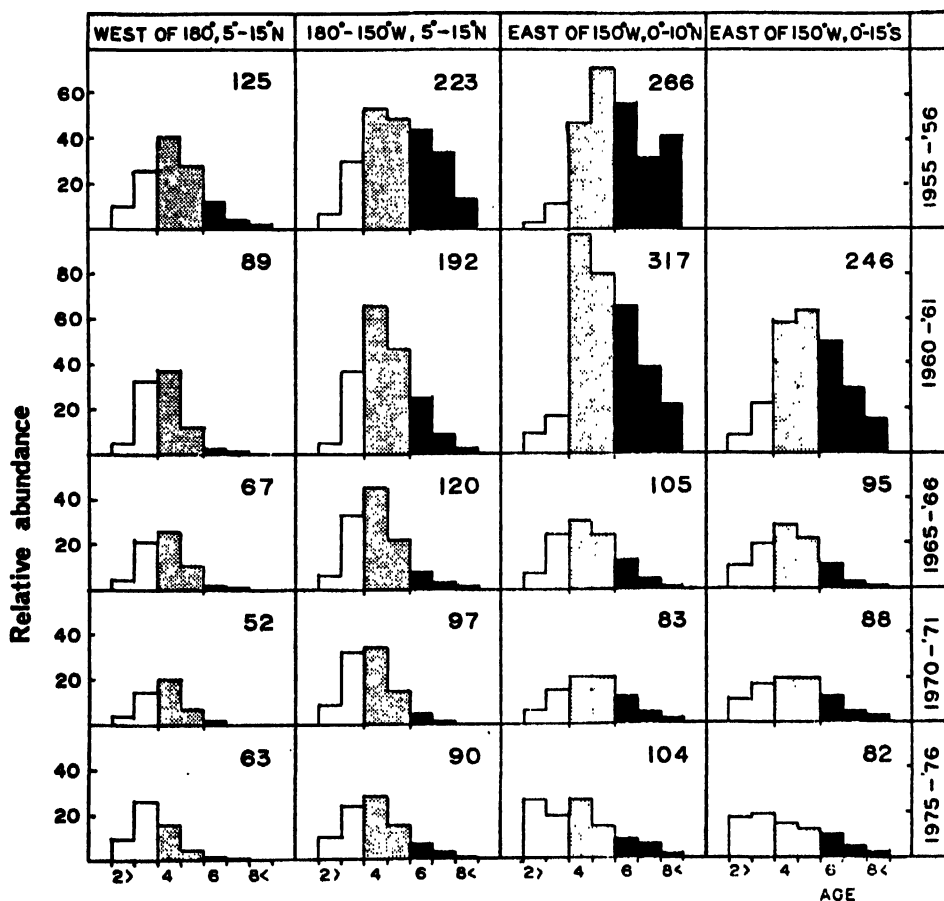 WEST OF 180°, 5°-15°N 180°-150°W, 5°-15°N EAST OF 150°W, 0°-10°N EAST OF 150°W, 0°-15°S
125 223 266
60
40
20
1955-'56
89 192 317 246
80
60
40
20
1960-'61
67 120 105 95
40
20
1965-'66
52 97 83 88
40
20
1970-'71
63 90 104 82
40
20
1975-'76
Relative abundance
2> 4 6 8< 2> 4 6 8< 2> 4 6 8< 2> 4 6 8<
AGE